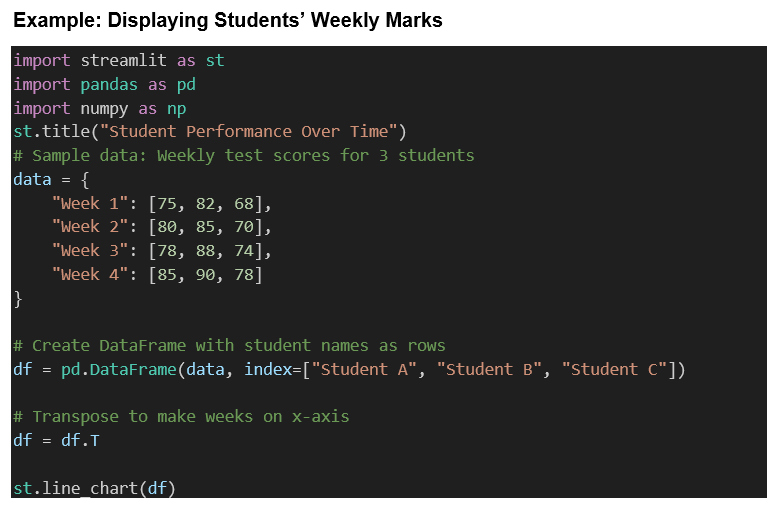 Example: Displaying Students’ Weekly Marks
import streamlit as st
import pandas as pd
import numpy as np
st.title("Student Performance Over Time")
# Sample data: Weekly test scores for 3 students
data = {
    "Week 1": [75, 82, 68],
    "Week 2": [80, 85, 70],
    "Week 3": [78, 88, 74],
    "Week 4": [85, 90, 78]
}
# Create DataFrame with student names as rows
df = pd.DataFrame(data, index=["Student A", "Student B", "Student C"])
# Transpose to make weeks on x-axis
df = df.T
st.line_chart(df)